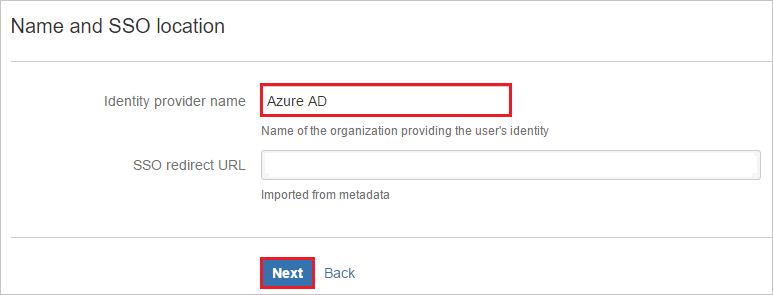 Name and SSO location
Identity provider name Azure AD
Name of the organization providing the user's identity
SSO redirect URL
Imported from metadata
Next Back